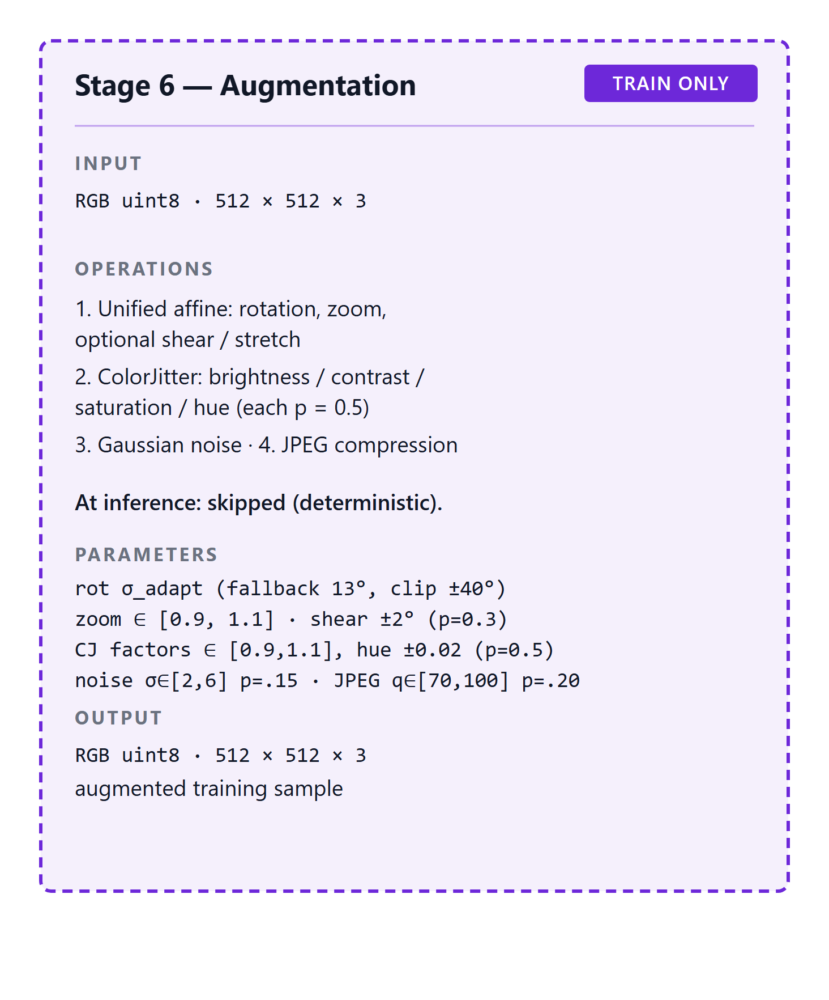 Stage 6 — Augmentation
TRAIN ONLY
INPUT
RGB uint8 · 512 × 512 × 3
OPERATIONS
1. Unified affine: rotation, zoom,
optional shear / stretch
2. ColorJitter: brightness / contrast /
saturation / hue (each p = 0.5)
3. Gaussian noise · 4. JPEG compression
At inference: skipped (deterministic).
PARAMETERS
rot σ_adapt (fallback 13°, clip ±40°)
zoom ∈ [0.9, 1.1] · shear ±2° (p=0.3)
CJ factors ∈ [0.9,1.1], hue ±0.02 (p=0.5)
noise σ∈[2,6] p=.15 · JPEG q∈[70,100] p=.20
OUTPUT
RGB uint8 · 512 × 512 × 3
augmented training sample